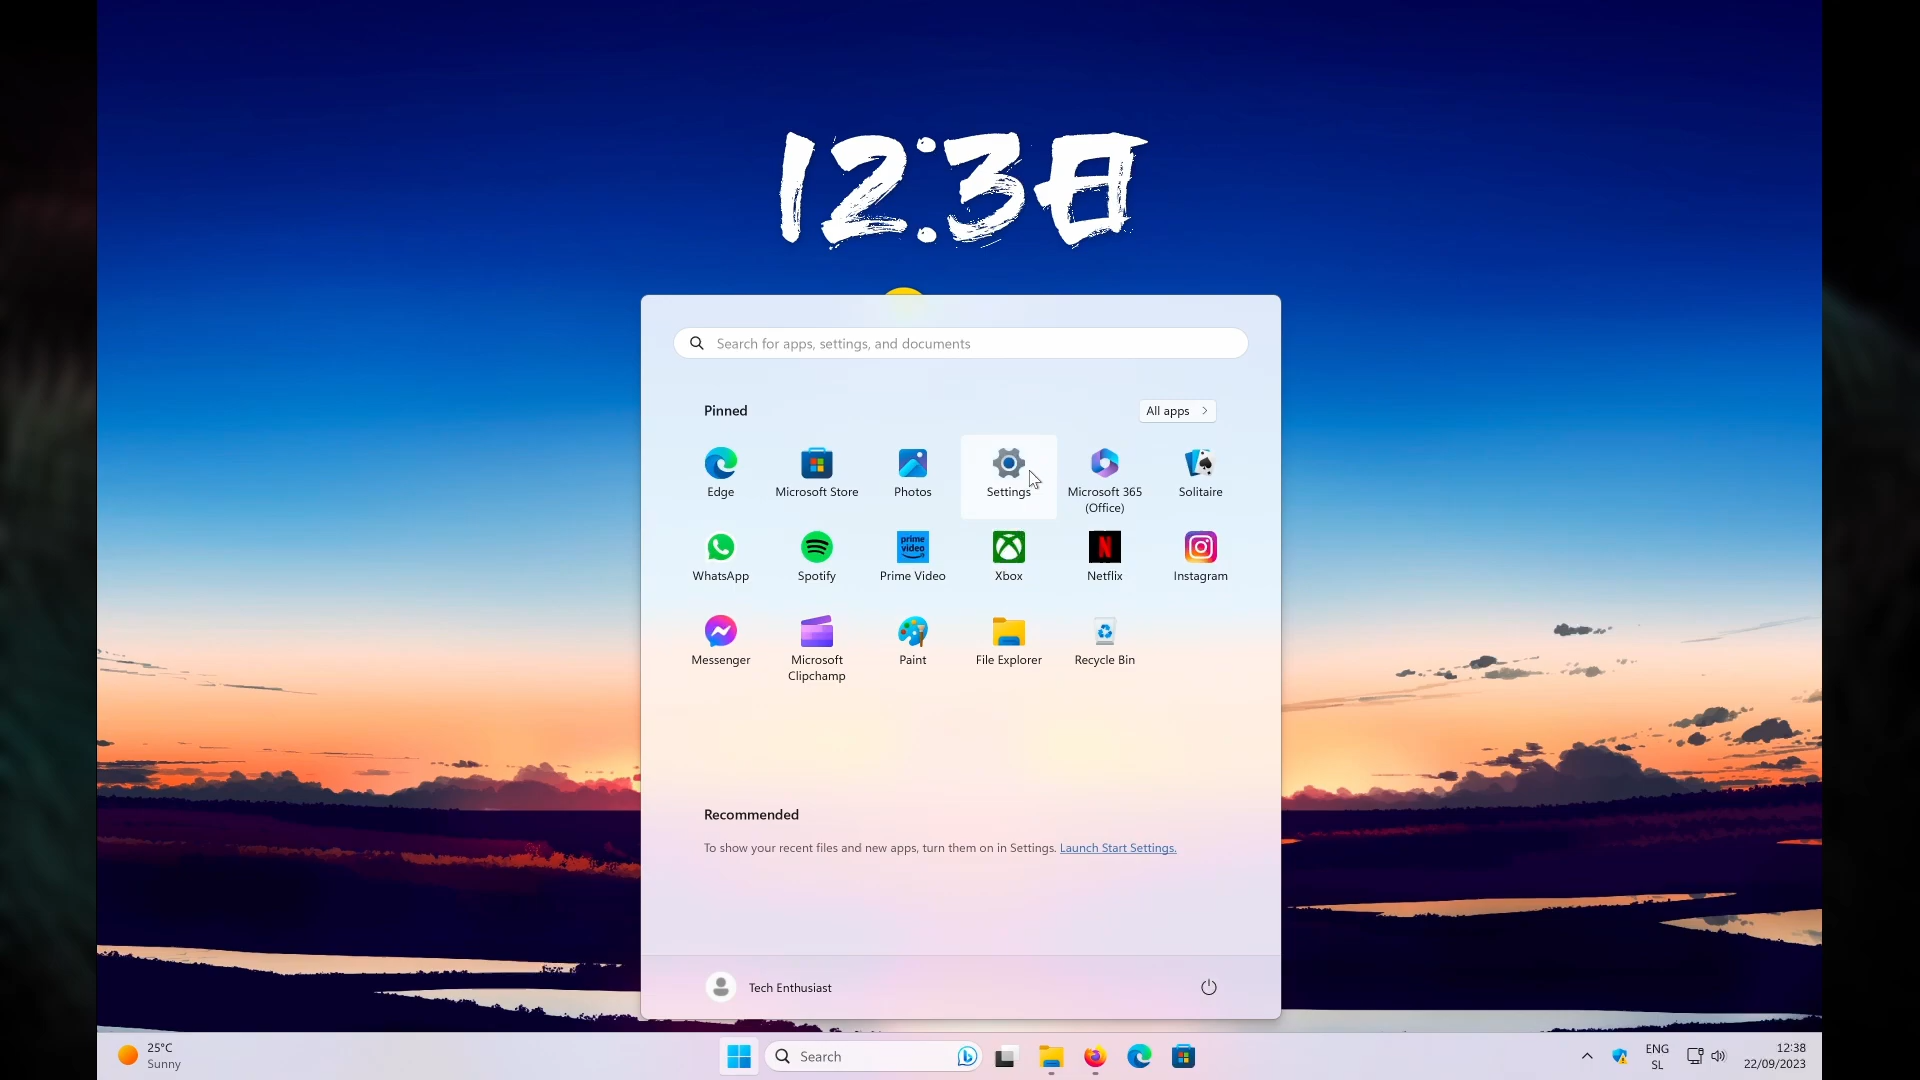 12:38
Search for apps, settings, and documents
Pinned
All apps
Edge
Microsoft Store
Photos
Settings
Microsoft 365
(Office)
Solitaire
WhatsApp
Spotify
prime
video
Prime Video
Xbox
N
Netflix
Instagram
Messenger
Microsoft
Clipchamp
Paint
File Explorer
Recycle Bin
Recommended
To show your recent files and new apps, turn them on in Settings. Launch Start Settings.
Tech Enthusiast
25°C
Sunny
Search
ENG
SL
12:38
22/09/2023